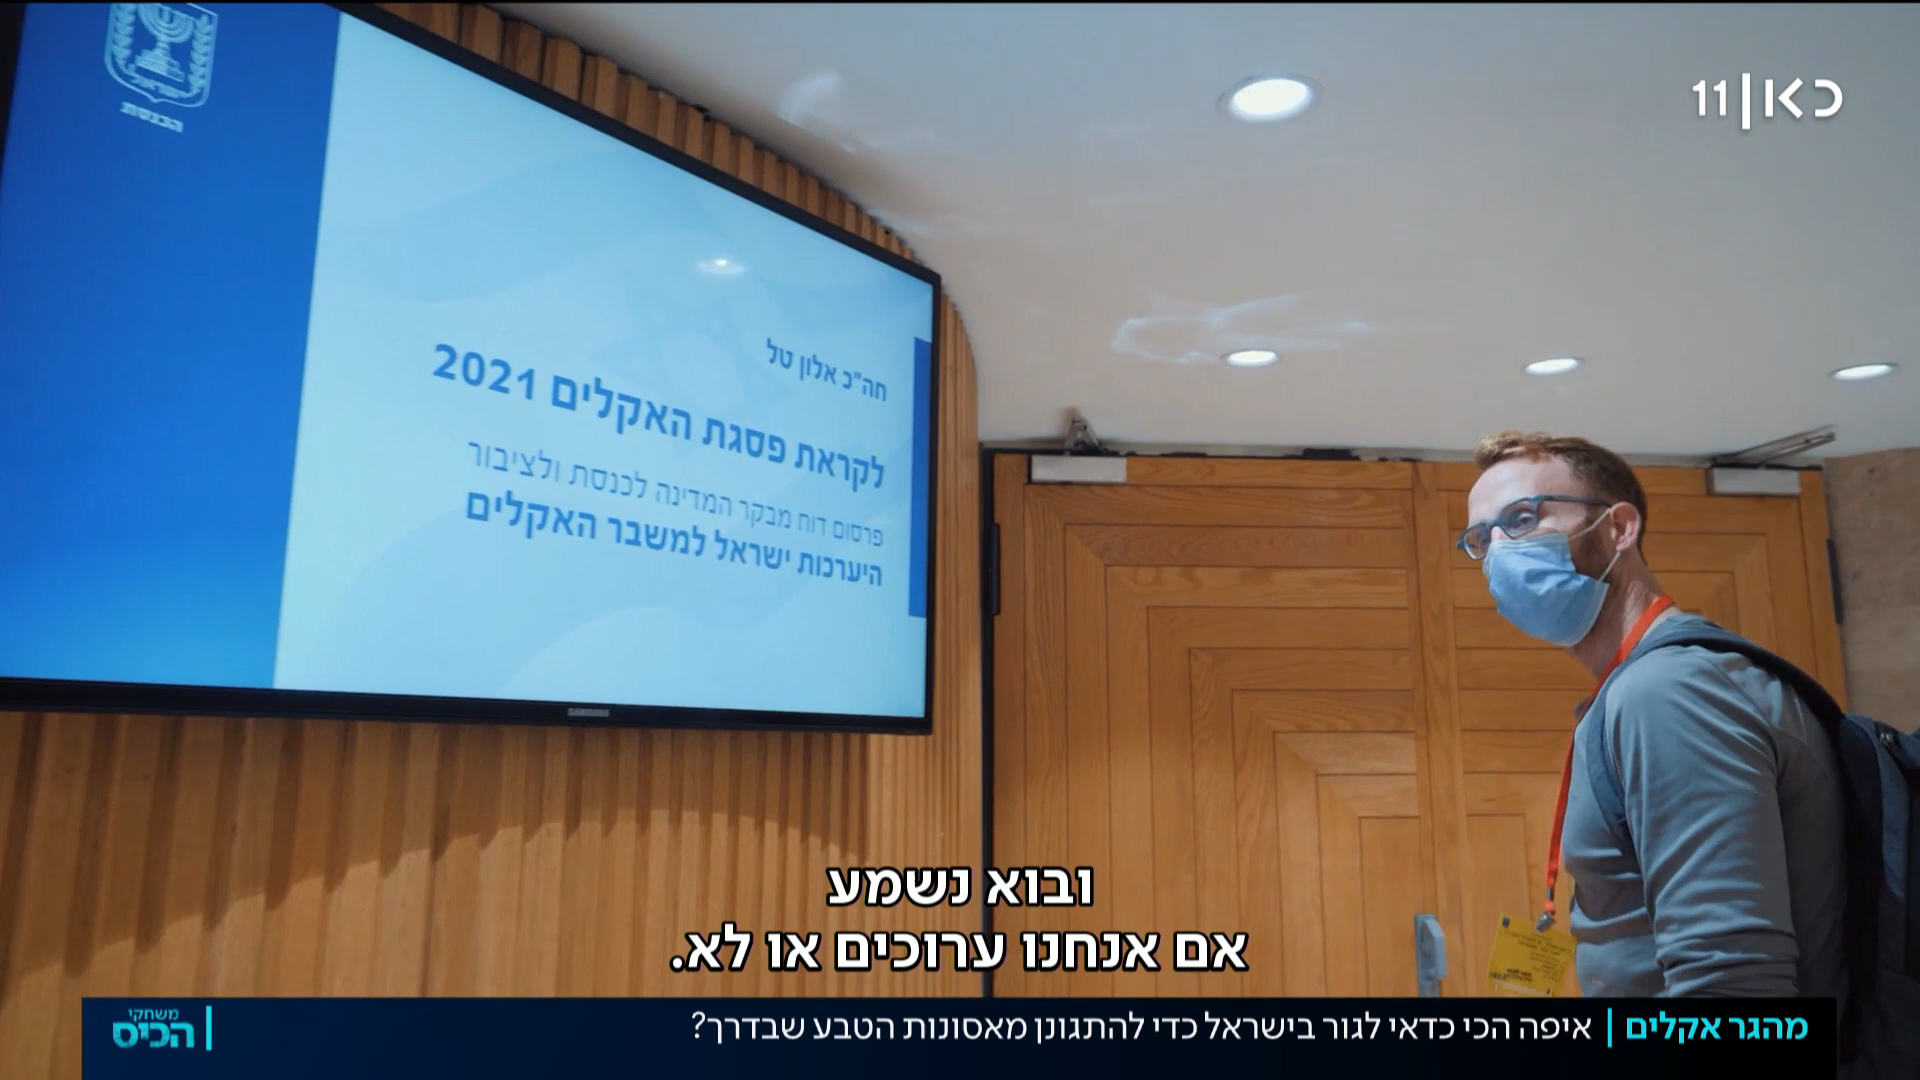 כאן 11
הכנסת
חה"כ אלון טל
לקראת פסגת האקלים 2021
פרסום דוח מבקר המדינה לכנסת ולציבור
היערכות ישראל למשבר האקלים
SAMSUNG
ובוא נשמע
אם אנחנו ערוכים או לא.
מהגר אקלים | איפה הכי כדאי לגור בישראל כדי להתגונן מאסונות הטבע שבדרך?
משחקי
הכיס